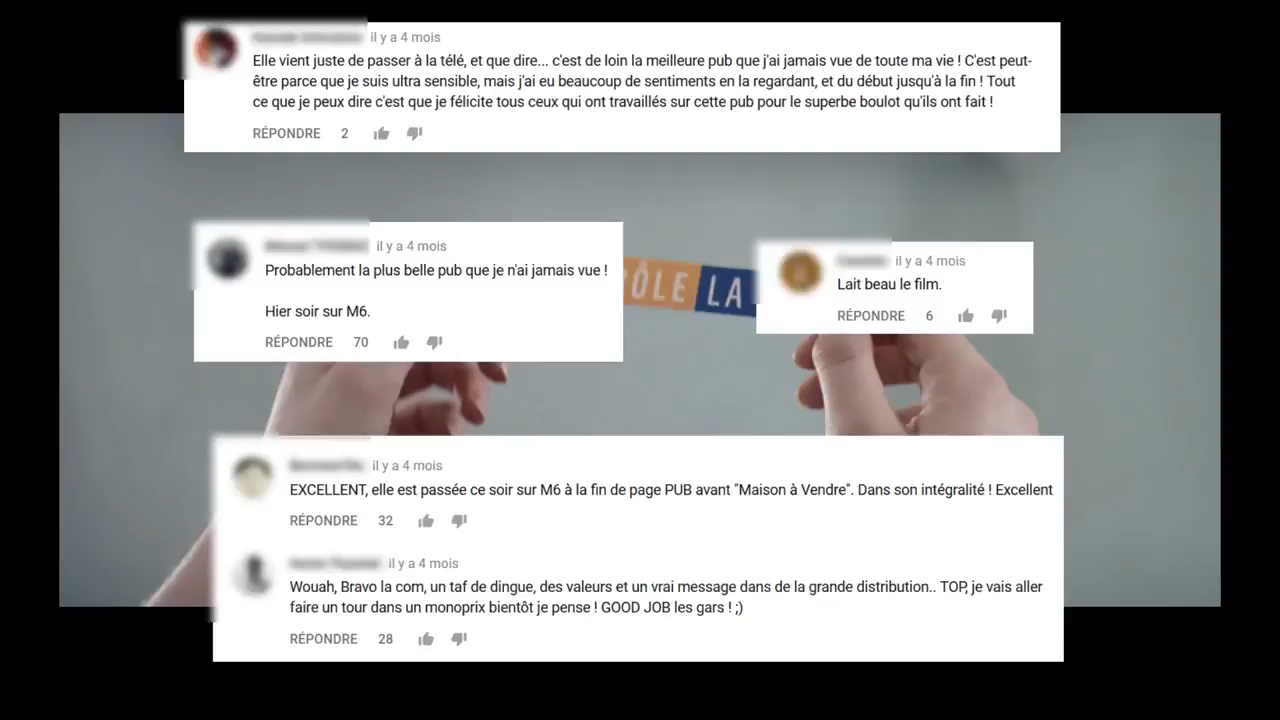 il y a 4 mois
Elle vient juste de passer à la télé, et que dire... c'est de loin la meilleure pub que j'ai jamais vue de toute ma vie ! C'est peut-
être parce que je suis ultra sensible, mais j'ai eu beaucoup de sentiments en la regardant, et du début jusqu'à la fin ! Tout
ce que je peux dire c'est que je félicite tous ceux qui ont travaillés sur cette pub pour le superbe boulot qu'ils ont fait !
RÉPONDRE 2
il y a 4 mois
Probablement la plus belle pub que je n'ai jamais vue !
Hier soir sur M6.
RÉPONDRE 70
ÔLE LA
il y a 4 mois
Lait beau le film.
RÉPONDRE 6
il y a 4 mois
EXCELLENT, elle est passée ce soir sur M6 à la fin de page PUB avant "Maison à Vendre". Dans son intégralité ! Excellent
RÉPONDRE 32
il y a 4 mois
Wouah, Bravo la com, un taf de dingue, des valeurs et un vrai message dans de la grande distribution.. TOP, je vais aller
faire un tour dans un monoprix bientôt je pense ! GOOD JOB les gars ! ;)
RÉPONDRE 28